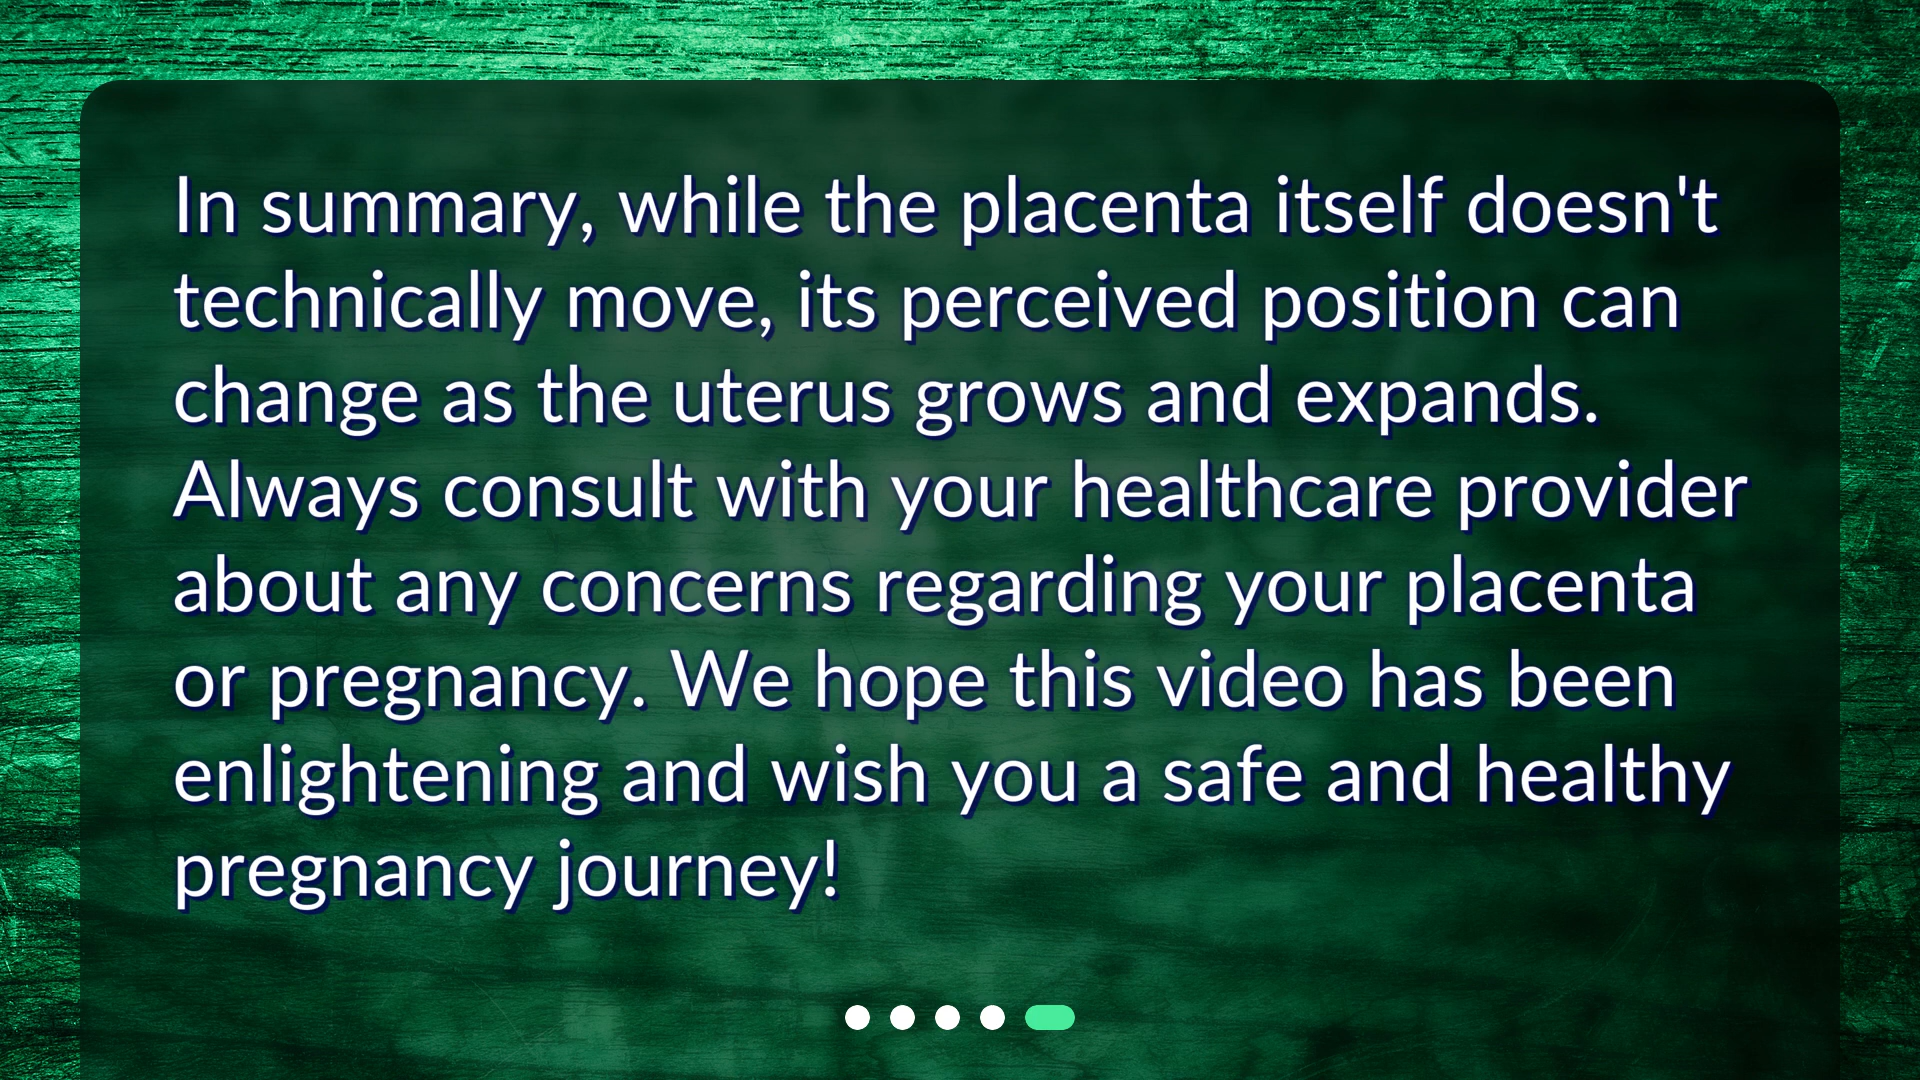 In summary, while the placenta itself doesn't
technically move, its perceived position can
change as the uterus grows and expands.
Always consult with your healthcare provider
about any concerns regarding your placenta
or pregnancy. We hope this video has been
enlightening and wish you a safe and healthy
pregnancy journey!